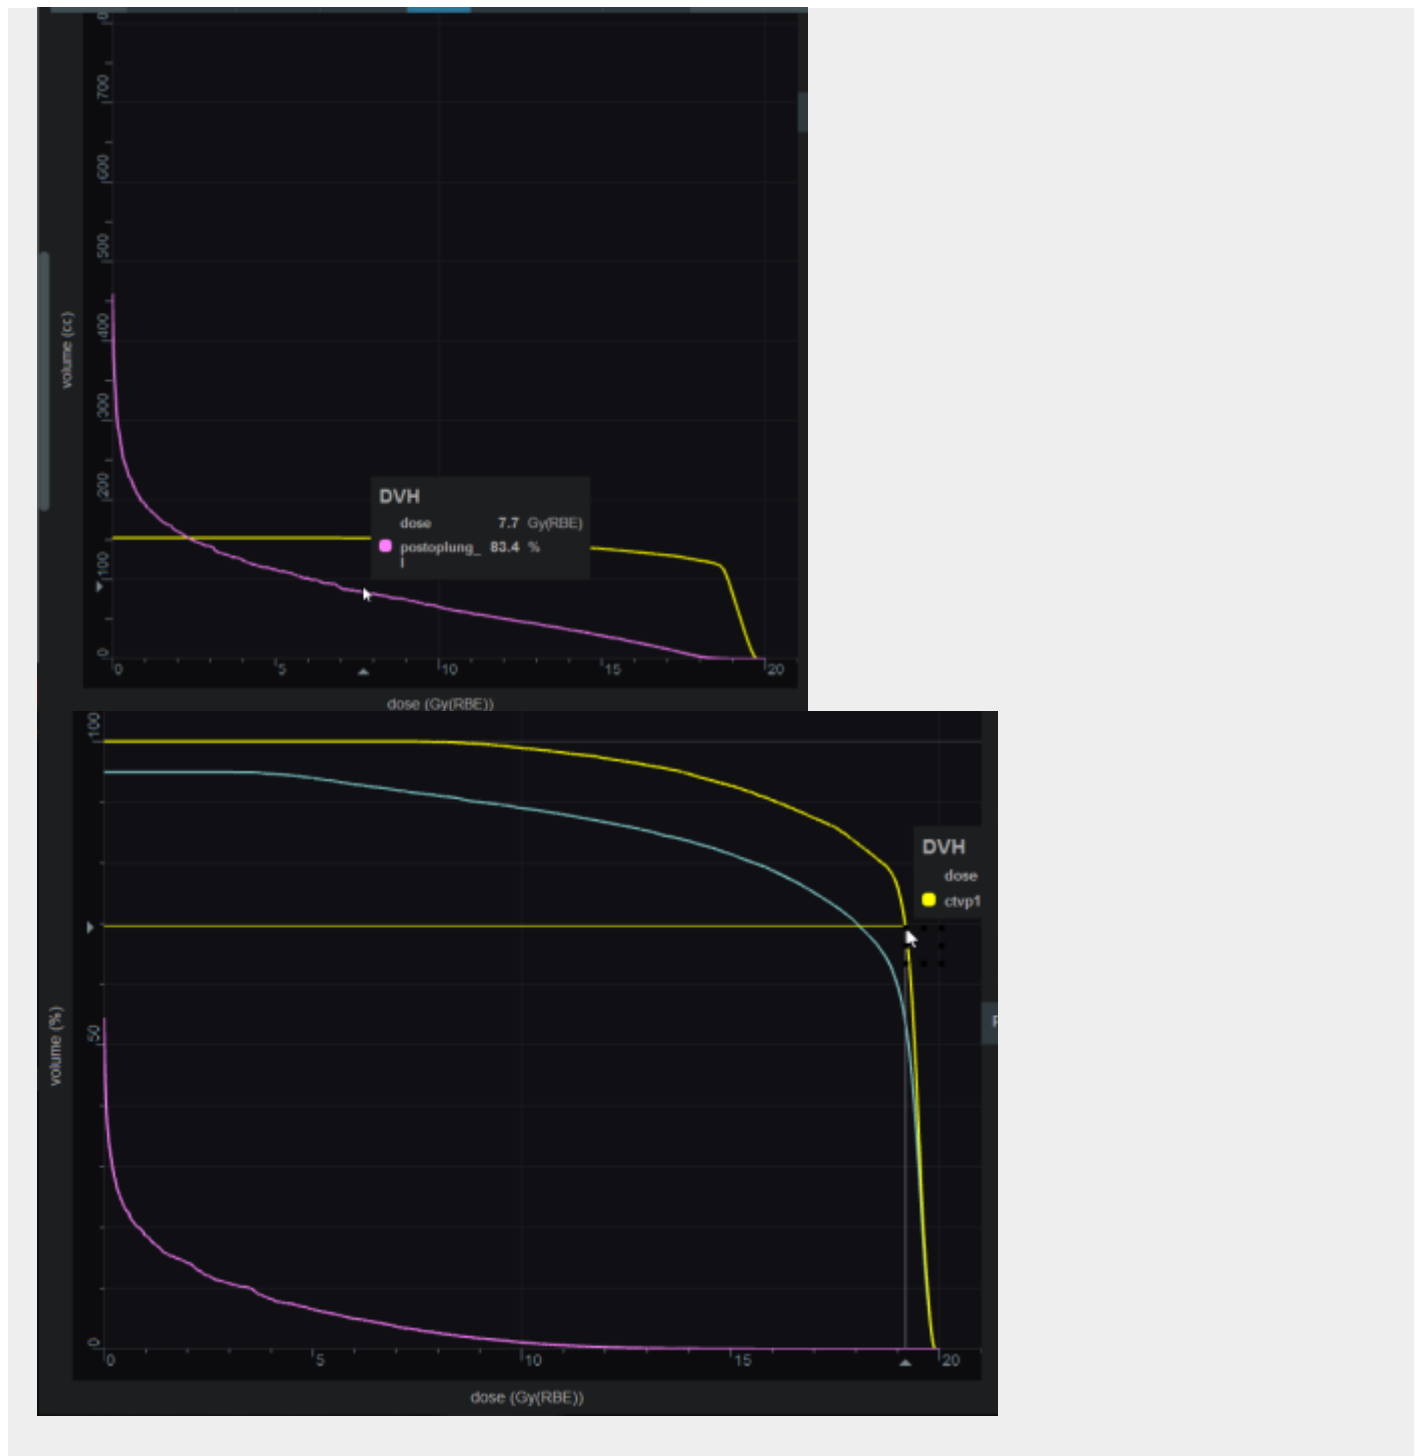 700
600
500
400
300
200
100
0
volume (cc)
DVH
dose 7.7 Gy(RBE)
postoplung_ 83.4 %
l
0 5 10 15 20
dose (Gy(RBE))
100
50
0
volume (%)
DVH
dose
ctvp1
0 5 10 15 20
dose (Gy(RBE))